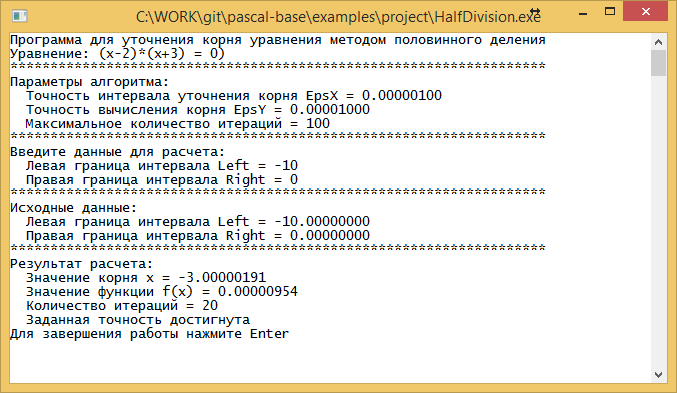 C:\WORK\git\pascal-base\examples\project\HalfDivision.exe
Программа для уточнения корня уравнения методом половинного деления
Уравнение: (x-2)*(x+3) = 0)
*******************************************************************
Параметры алгоритма:
Точность интервала уточнения корня EpsX = 0.00000100
Точность вычисления корня EpsY = 0.00001000
Максимальное количество итераций = 100
*******************************************************************
Введите данные для расчета:
Левая граница интервала Left = -10
Правая граница интервала Right = 0
*******************************************************************
Исходные данные:
Левая граница интервала Left = -10.00000000
Правая граница интервала Right = 0.00000000
*******************************************************************
Результат расчета:
Значение корня x = -3.00000191
Значение функции f(x) = 0.00000954
Количество итераций = 20
Заданная точность достигнута
Для завершения работы нажмите Enter